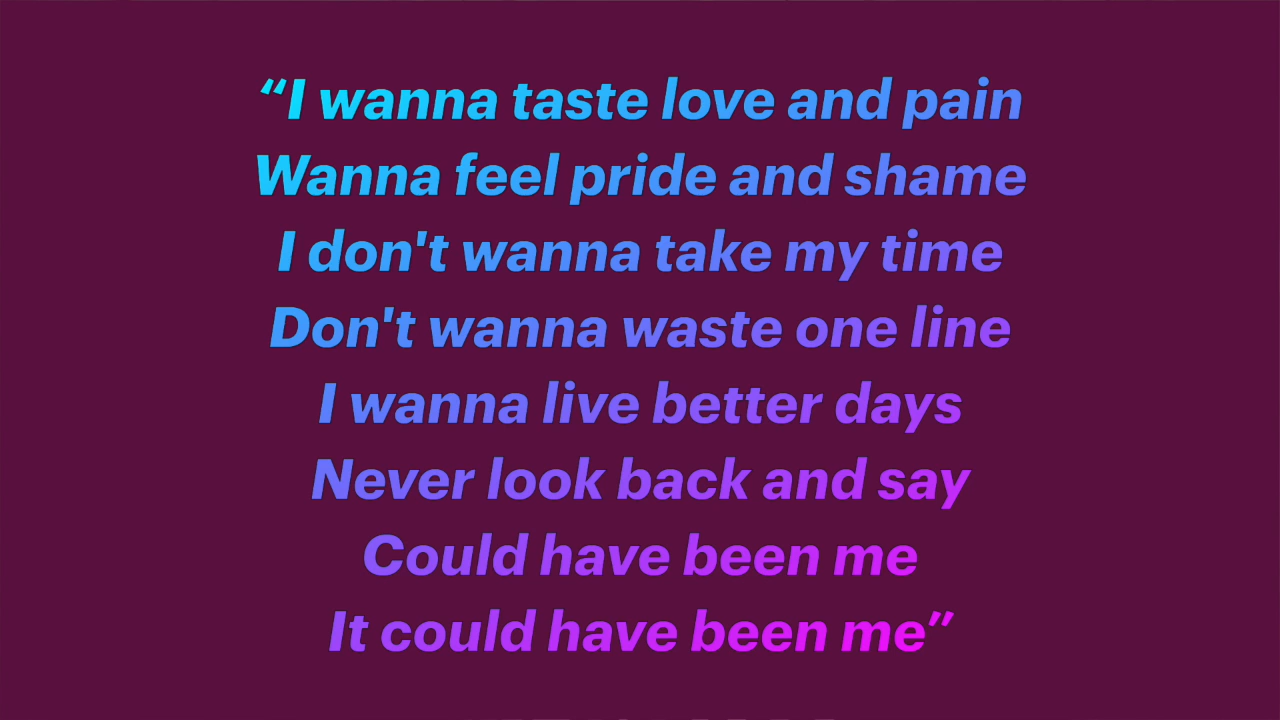 “I wanna taste love and pain
Wanna feel pride and shame
I don't wanna take my time
Don't wanna waste one line
I wanna live better days
Never look back and say
Could have been me
It could have been me”